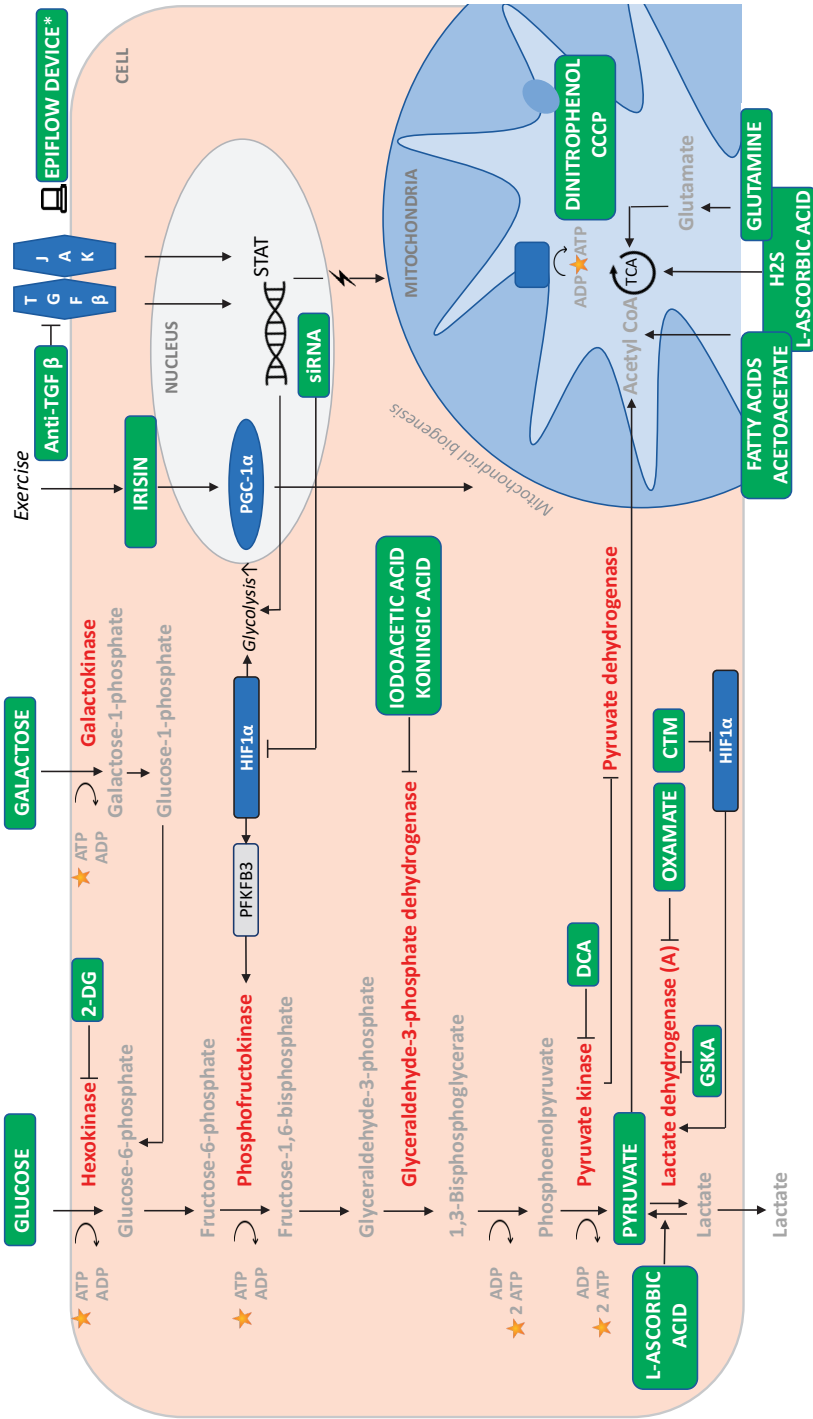 GLUCOSE
ATP
ADP
Hexokinase
2-DG
Glucose-6-phosphate
Fructose-6-phosphate
ATP
ADP
Phosphofructokinase
PFKFB3
HIF1α
Glycolysis
Fructose-1,6-bisphosphate
Glyceraldehyde-3-phosphate
Glyceraldehyde-3-phosphate dehydrogenase
IODOACETIC ACID
KONINGIC ACID
1,3-Bisphosphoglycerate
ADP
2 ATP
Phosphoenolpyruvate
ADP
2 ATP
Pyruvate kinase
DCA
Pyruvate dehydrogenase
PYRUVATE
L-ASCORBIC
ACID
Lactate dehydrogenase (A)
GSKA
OXAMATE
CTM
HIF1α
Lactate
Lactate
GALACTOSE
ATP
ADP
Galactokinase
Galactose-1-phosphate
Glucose-1-phosphate
Exercise
IRISIN
PGC-1α
Mitochondrial biogenesis
Anti-TGF β
T
G
F
β
J
A
K
EPIFLOW DEVICE*
CELL
NUCLEUS
STAT
siRNA
MITOCHONDRIA
DINITROPHENOL
CCCP
ADP
ATP
Acetyl CoA
TCA
Glutamate
FATTY ACIDS
ACETOACETATE
H2S
L-ASCORBIC ACID
GLUTAMINE